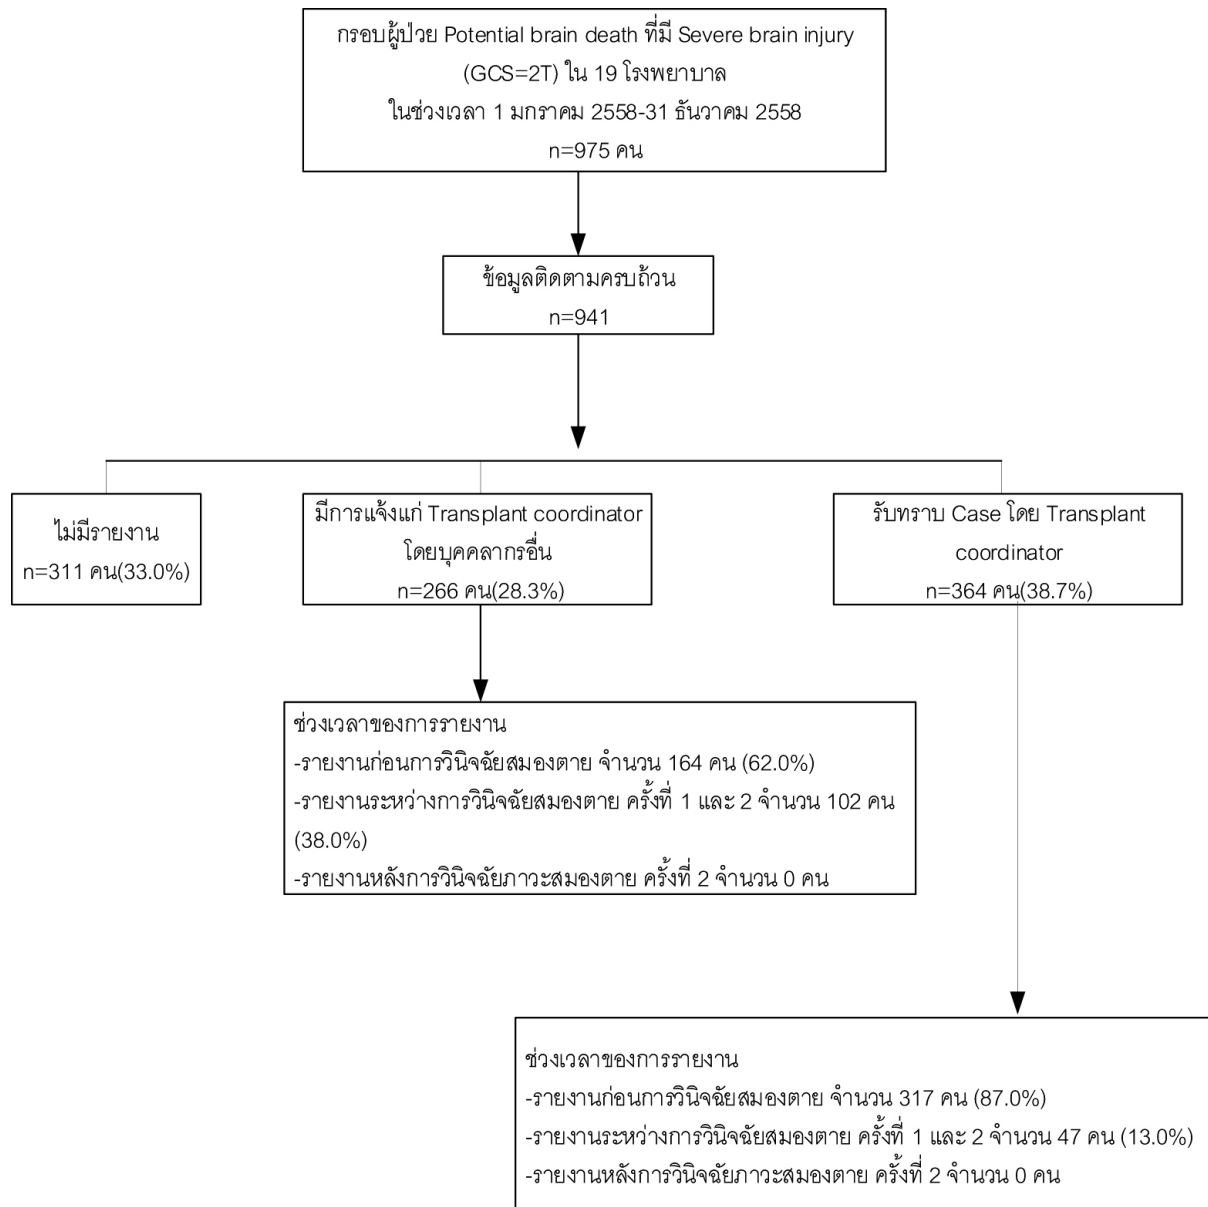 กรอบผู้ป่วย Potential brain death ที่มี Severe brain injury
(GCS=2T) ใน 19 โรงพยาบาล
ในช่วงเวลา 1 มกราคม 2558-31 ธันวาคม 2558
n=975 คน
ข้อมูลติดตามครบถ้วน
n=941
ไม่มีรายงาน
n=311 คน(33.0%)
มีการแจ้งแก่ Transplant coordinator
โดยบุคคลากรอื่น
n=266 คน(28.3%)
รับทราบ Case โดย Transplant
coordinator
n=364 คน(38.7%)
ช่วงเวลาของการรายงาน
-รายงานก่อนการวินิจฉัยสมองตาย จำนวน 164 คน (62.0%)
-รายงานระหว่างการวินิจฉัยสมองตาย ครั้งที่ 1 และ 2 จำนวน 102 คน
(38.0%)
-รายงานหลังการวินิจฉัยภาวะสมองตาย ครั้งที่ 2 จำนวน 0 คน
ช่วงเวลาของการรายงาน
-รายงานก่อนการวินิจฉัยสมองตาย จำนวน 317 คน (87.0%)
-รายงานระหว่างการวินิจฉัยสมองตาย ครั้งที่ 1 และ 2 จำนวน 47 คน (13.0%)
-รายงานหลังการวินิจฉัยภาวะสมองตาย ครั้งที่ 2 จำนวน 0 คน